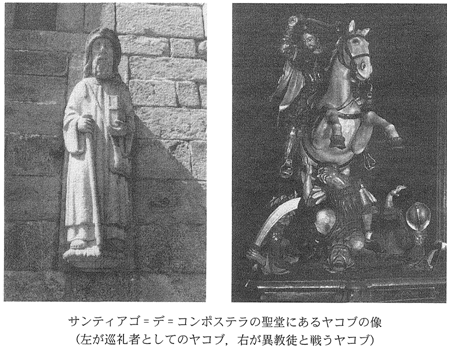 サンティアゴ=デ=コンポステラの聖堂にあるヤコブの像
(左が巡礼者としてのヤコブ,右が異教徒と戦うヤコブ)